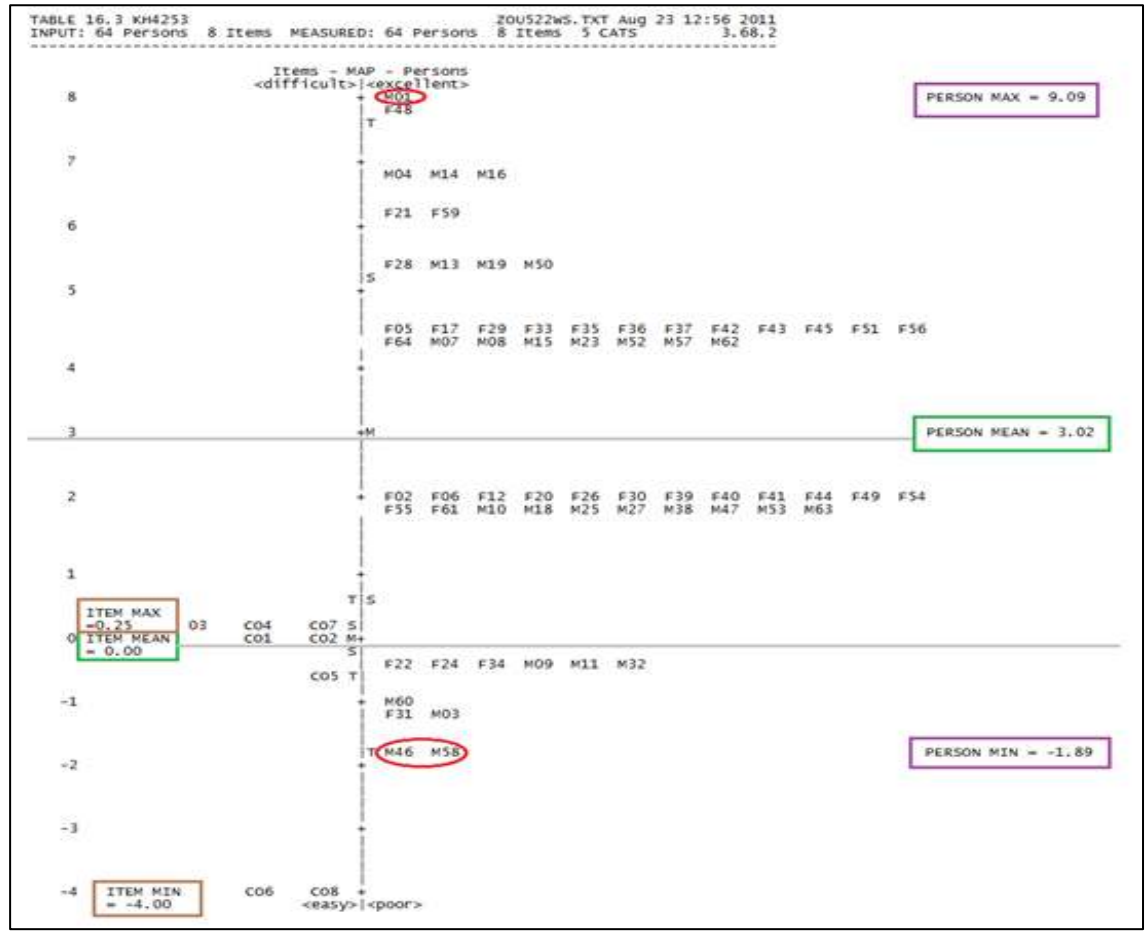 TABLE 16.3 KH4253 ZOU522WS.TXT Aug 23 12:56 2011
INPUT: 64 Persons 8 Items MEASURED: 64 Persons 8 Items 5 CATS 3.68.2
--------------------------------------------------------------------------------
Items - MAP - Persons
<difficult>|<excellent>
8 + M01 PERSON MAX = 9.09
F48
T|
7 +
M04 M14 M16
F21 F59
6 +
F28 M13 M19 M50
|S
5 +
F05 F17 F29 F33 F35 F36 F37 F42 F43 F45 F51 F56
F64 M07 M08 M15 M23 M52 M57 M62
4 +
3 +M PERSON MEAN = 3.02
2 + F02 F06 F12 F20 F26 F30 F39 F40 F41 F44 F49 F54
F55 F61 M10 M18 M25 M27 M38 M47 M53 M63
1 +
T|S
ITEM MAX
=0.25 03 CO4 CO7 S|
0 ITEM MEAN CO1 CO2 M+
= 0.00 S|
F22 F24 F34 M09 M11 M32
CO5 T|
-1 + M60
F31 M03
|T M46 M58 PERSON MIN = -1.89
-2 +
-3 +
-4 ITEM MIN CO6 CO8 +
= -4.00 <easy>|<poor>